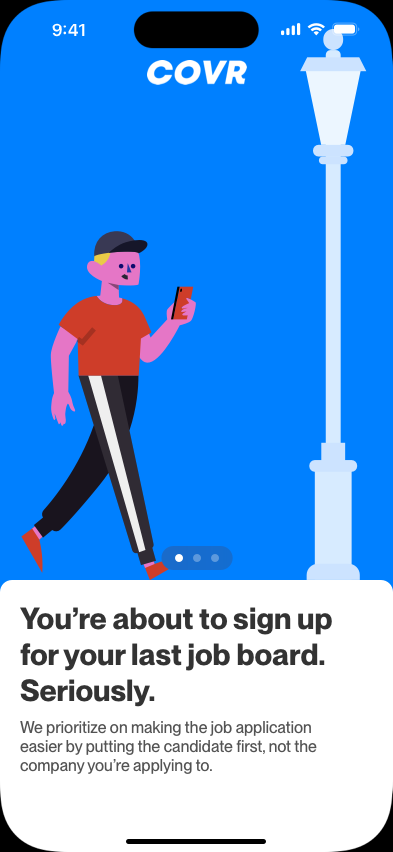 9:41
COVR
You’re about to sign up
for your last job board.
Seriously.
We prioritize on making the job application
easier by putting the candidate first, not the
company you’re applying to.